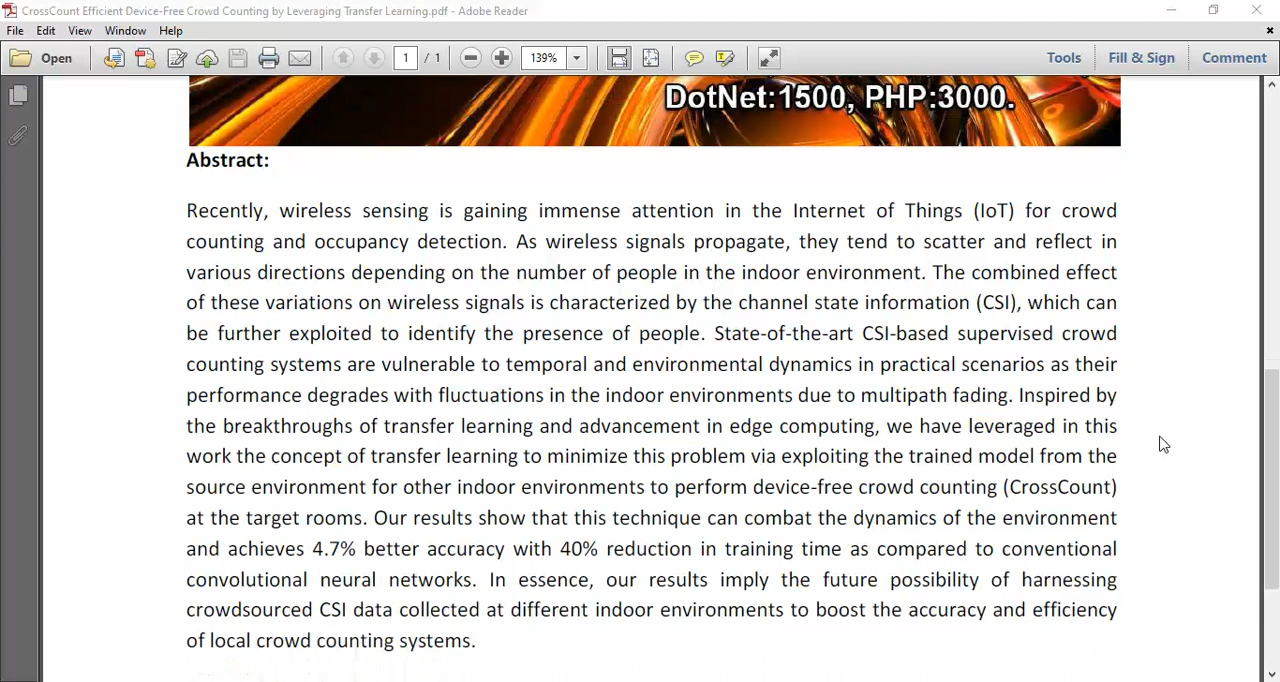 CrossCount Efficient Device-Free Crowd Counting by Leveraging Transfer Learning.pdf - Adobe Reader
File Edit View Window Help
Open 1 / 1 139% Tools Fill & Sign Comment
DotNet:1500, PHP:3000.
Abstract:
Recently, wireless sensing is gaining immense attention in the Internet of Things (IoT) for crowd
counting and occupancy detection. As wireless signals propagate, they tend to scatter and reflect in
various directions depending on the number of people in the indoor environment. The combined effect
of these variations on wireless signals is characterized by the channel state information (CSI), which can
be further exploited to identify the presence of people. State-of-the-art CSI-based supervised crowd
counting systems are vulnerable to temporal and environmental dynamics in practical scenarios as their
performance degrades with fluctuations in the indoor environments due to multipath fading. Inspired by
the breakthroughs of transfer learning and advancement in edge computing, we have leveraged in this
work the concept of transfer learning to minimize this problem via exploiting the trained model from the
source environment for other indoor environments to perform device-free crowd counting (CrossCount)
at the target rooms. Our results show that this technique can combat the dynamics of the environment
and achieves 4.7% better accuracy with 40% reduction in training time as compared to conventional
convolutional neural networks. In essence, our results imply the future possibility of harnessing
crowdsourced CSI data collected at different indoor environments to boost the accuracy and efficiency
of local crowd counting systems.